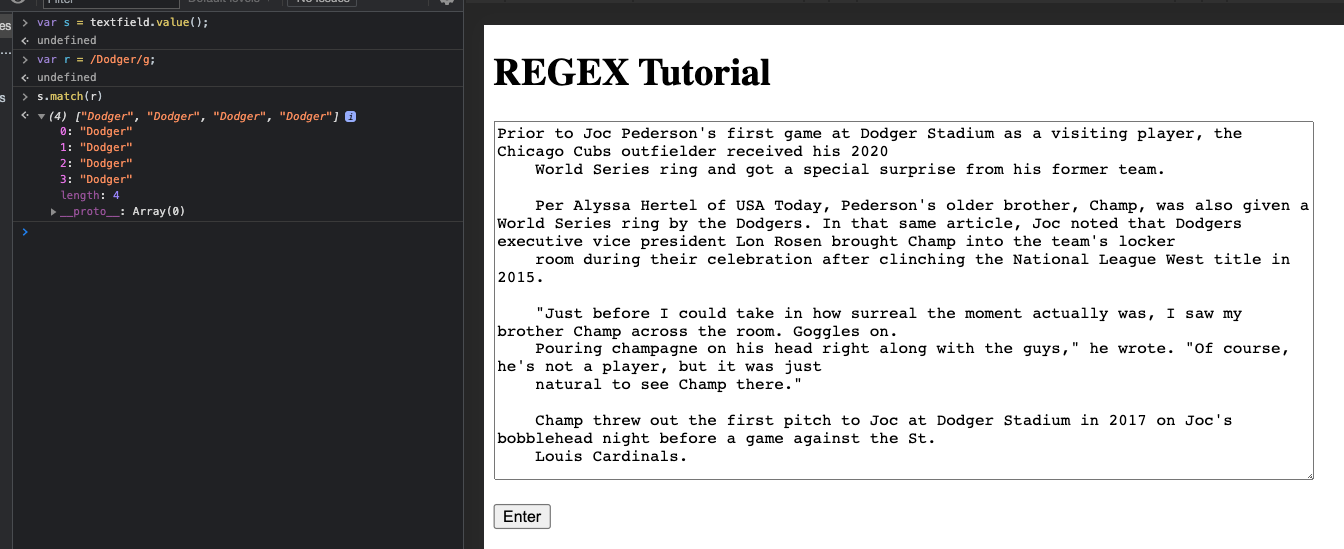 Filter
Default levels
No Issues
es
> var s = textfield.value();
< undefined
...
> var r = /Dodger/g;
< undefined
s
> s.match(r)
(4) ["Dodger", "Dodger", "Dodger", "Dodger"] i
0: "Dodger"
1: "Dodger"
2: "Dodger"
3: "Dodger"
length: 4
__proto__: Array(0)
>
REGEX Tutorial
Prior to Joc Pederson's first game at Dodger Stadium as a visiting player, the
Chicago Cubs outfielder received his 2020
World Series ring and got a special surprise from his former team.
Per Alyssa Hertel of USA Today, Pederson's older brother, Champ, was also given a
World Series ring by the Dodgers. In that same article, Joc noted that Dodgers
executive vice president Lon Rosen brought Champ into the team's locker
room during their celebration after clinching the National League West title in
2015.
"Just before I could take in how surreal the moment actually was, I saw my
brother Champ across the room. Goggles on.
Pouring champagne on his head right along with the guys," he wrote. "Of course,
he's not a player, but it was just
natural to see Champ there."
Champ threw out the first pitch to Joc at Dodger Stadium in 2017 on Joc's
bobblehead night before a game against the St.
Louis Cardinals.
Enter